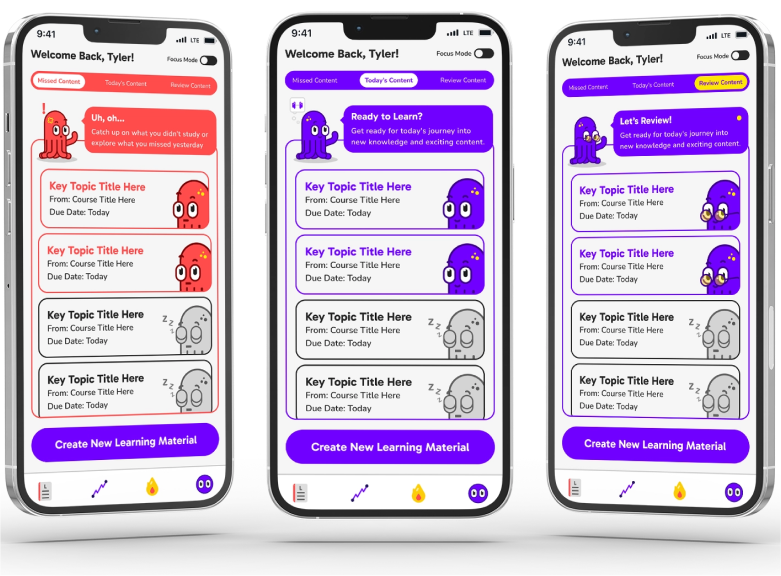 9:41
LTE
Welcome Back, Tyler!
Focus Mode
Missed Content
Today's Content
Review Content
!
Uh, oh...
Catch up on what you didn't study or
explore what you missed yesterday
Key Topic Title Here
From: Course Title Here
Due Date: Today
Key Topic Title Here
From: Course Title Here
Due Date: Today
Key Topic Title Here
From: Course Title Here
Due Date: Today
Z Z Z
Key Topic Title Here
From: Course Title Here
Due Date: Today
Z Z Z
Create New Learning Material
L
9:41
LTE
Welcome Back, Tyler!
Focus Mode
Missed Content
Today's Content
Review Content
Ready to Learn?
Get ready for today's journey into
new knowledge and exciting content.
Key Topic Title Here
From: Course Title Here
Due Date: Today
Key Topic Title Here
From: Course Title Here
Due Date: Today
Key Topic Title Here
From: Course Title Here
Due Date: Today
Z Z Z
Key Topic Title Here
From: Course Title Here
Due Date: Today
Z Z Z
Create New Learning Material
L
9:41
LTE
Welcome Back, Tyler!
Focus Mode
Missed Content
Today's Content
Review Content
Let's Review!
Get ready for today's journey into
new knowledge and exciting content.
Key Topic Title Here
From: Course Title Here
Due Date: Today
Key Topic Title Here
From: Course Title Here
Due Date: Today
Key Topic Title Here
From: Course Title Here
Due Date: Today
Z Z Z
Key Topic Title Here
From: Course Title Here
Due Date: Today
Z Z Z
Create New Learning Material
L